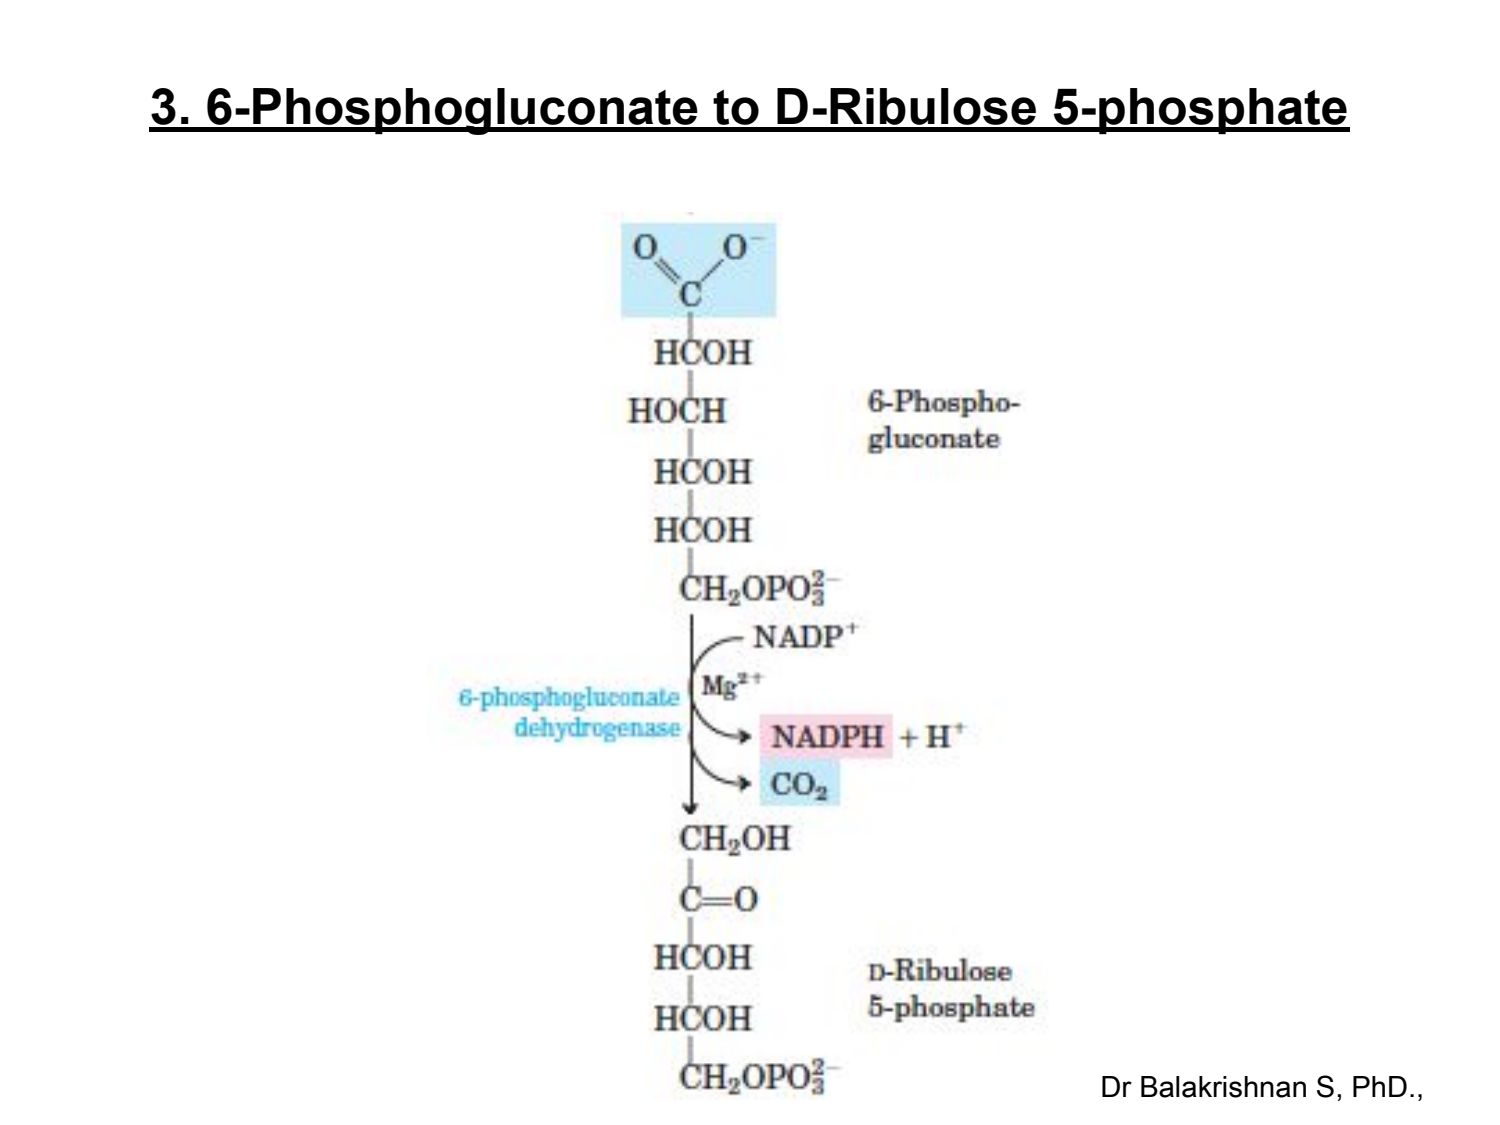 3. 6-Phosphogluconate to D-Ribulose 5-phosphate
O O⁻
C
HCOH
HOCH
6-Phospho-
gluconate
HCOH
HCOH
CH₂OPO₃²⁻
NADP⁺
Mg²⁺
6-phosphogluconate
dehydrogenase
NADPH + H⁺
CO₂
CH₂OH
C=O
HCOH
D-Ribulose
5-phosphate
HCOH
CH₂OPO₃²⁻
Dr Balakrishnan S, PhD.,